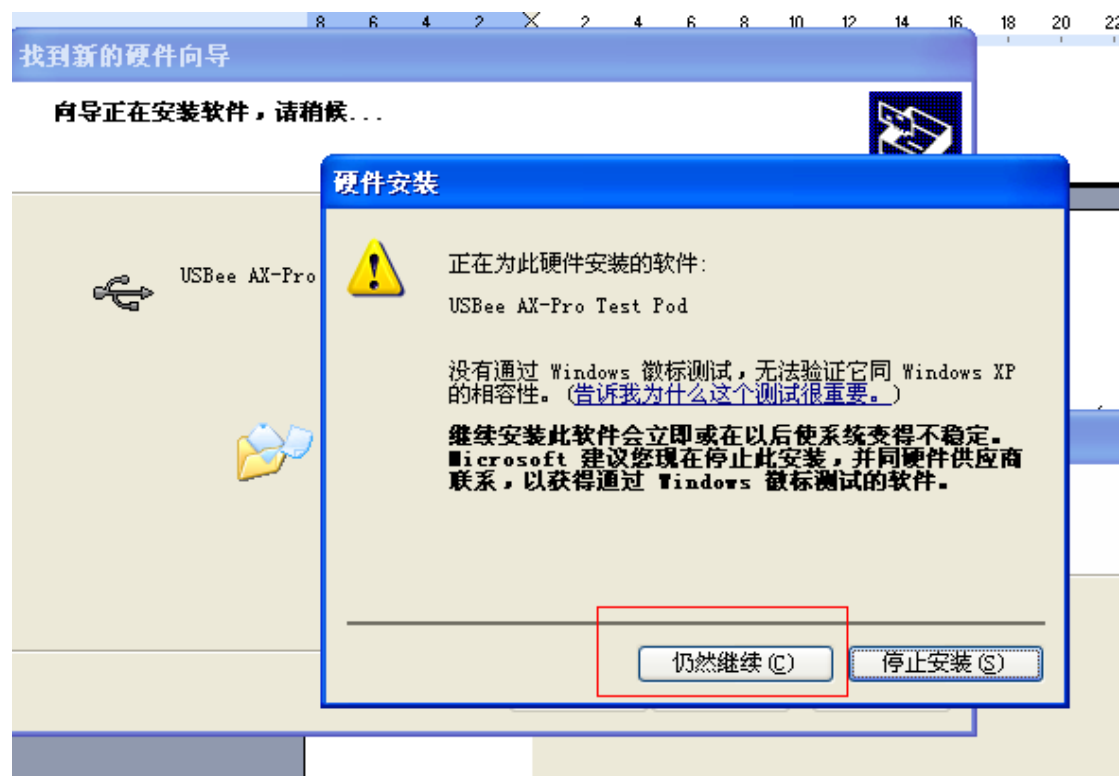 8 6 4 2 2 4 6 8 10 12 14 16 18 20 22
找到新的硬件向导
向导正在安装软件，请稍候...
硬件安装
USBee AX-Pro
正在为此硬件安装的软件:
USBee AX-Pro Test Pod
没有通过 Windows 徽标测试，无法验证它同 Windows XP
的相容性。(告诉我为什么这个测试很重要。)
继续安装此软件会立即或在以后使系统变得不稳定。
Microsoft 建议您现在停止此安装，并同硬件供应商
联系，以获得通过 Windows 徽标测试的软件。
仍然继续(C) 停止安装(S)